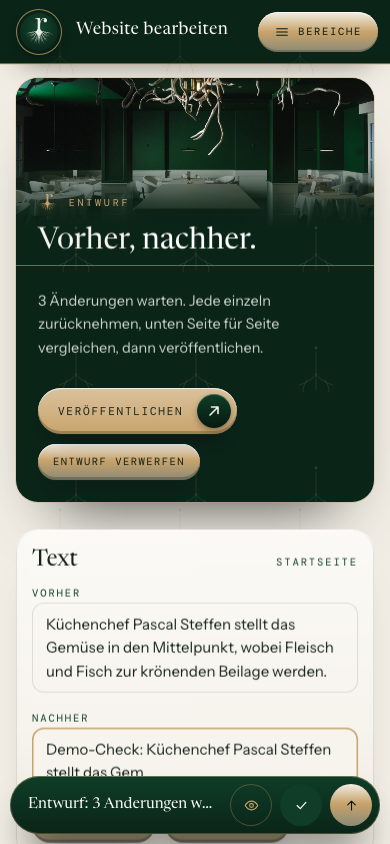 r
Website bearbeiten
BEREICHE
ENTWURF
Vorher, nachher.
3 Änderungen warten. Jede einzeln
zurücknehmen, unten Seite für Seite
vergleichen, dann veröffentlichen.
VERÖFFENTLICHEN
ENTWURF VERWERFEN
Text
STARTSEITE
VORHER
Küchenchef Pascal Steffen stellt das
Gemüse in den Mittelpunkt, wobei Fleisch
und Fisch zur krönenden Beilage werden.
NACHHER
Demo-Check: Küchenchef Pascal Steffen
stellt das Gem
Entwurf: 3 Änderungen w...